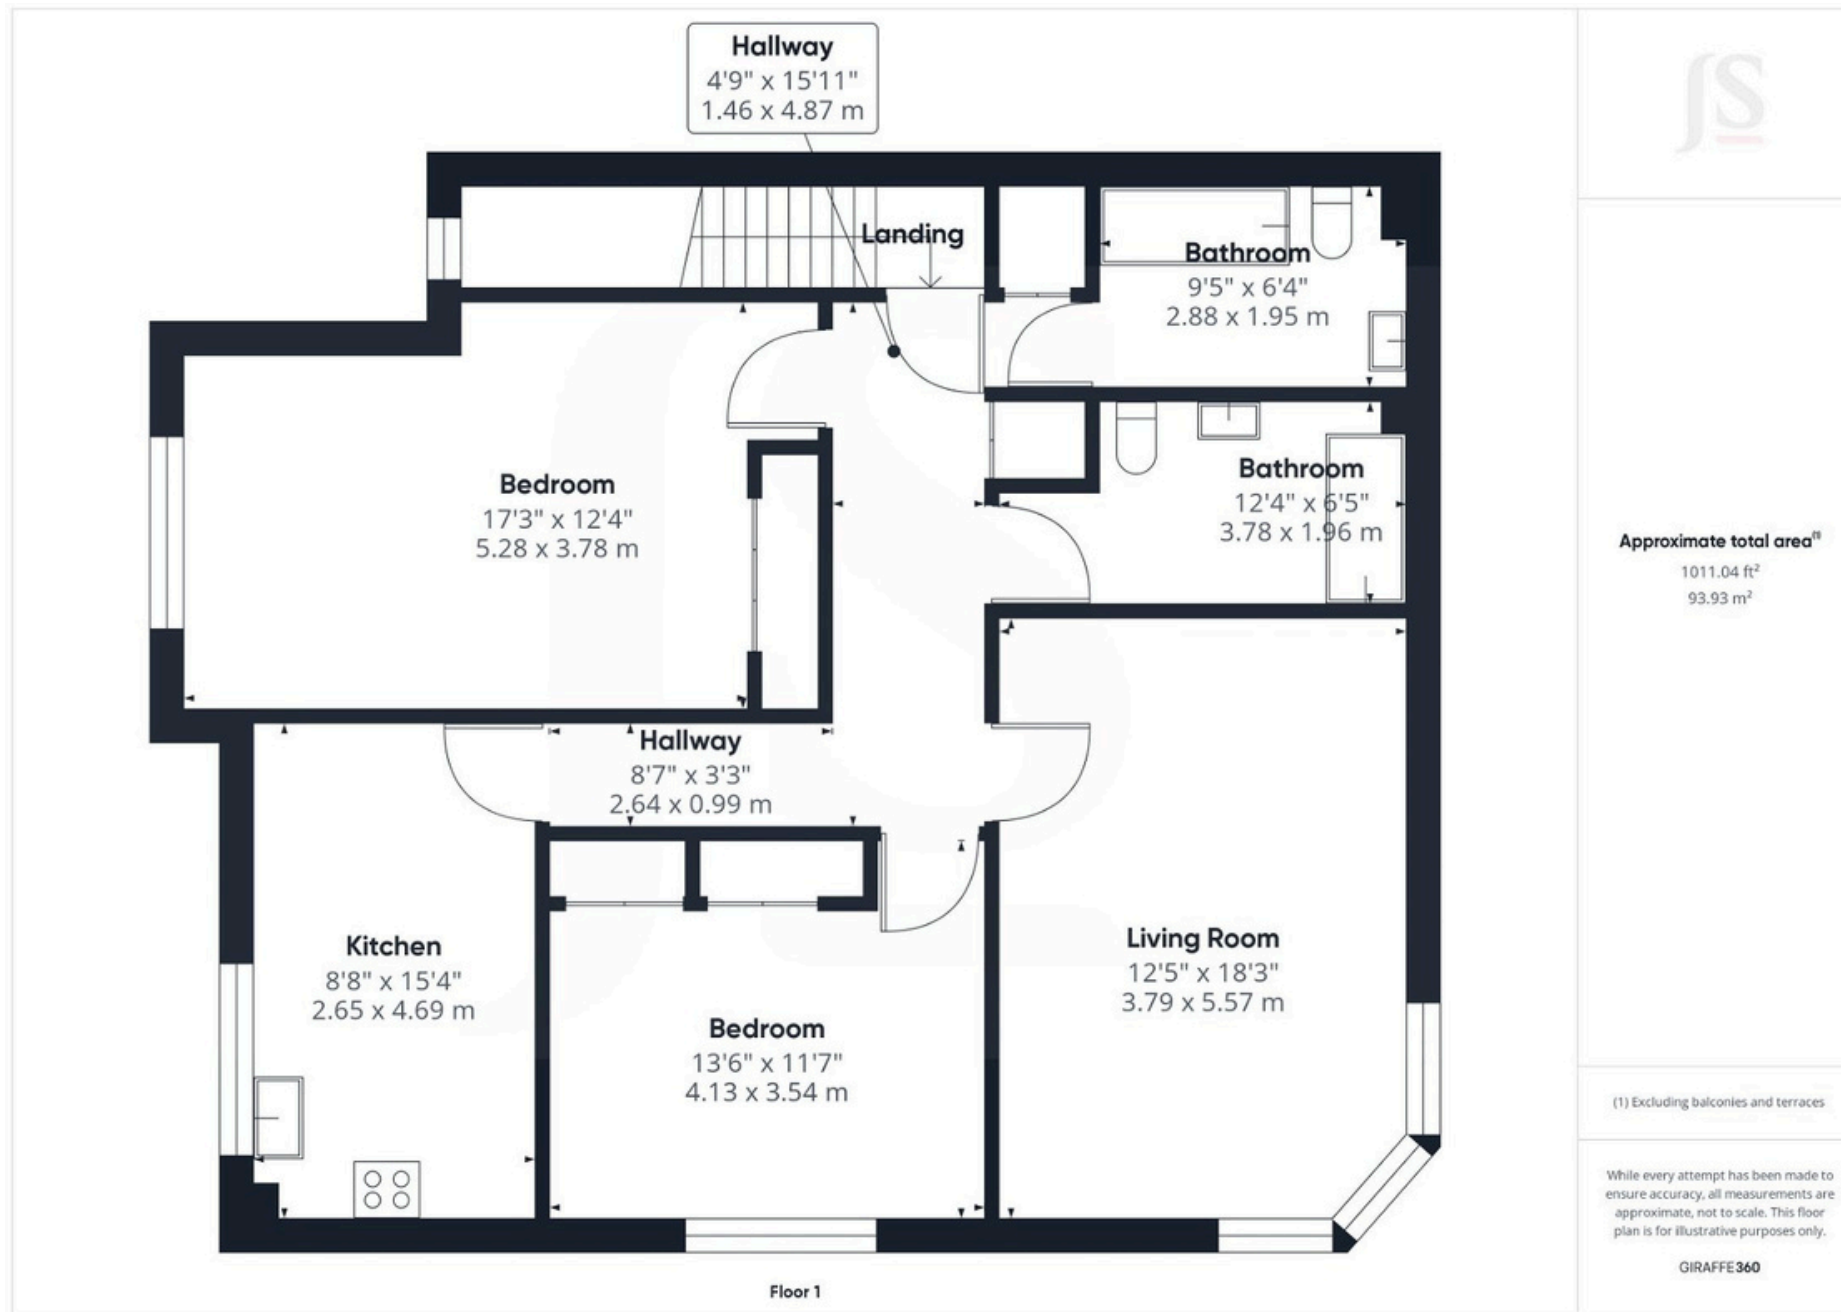 Hallway
4'9" x 15'11"
1.46 x 4.87 m
Landing
Bathroom
9'5" x 6'4"
2.88 x 1.95 m
Bedroom
17'3" x 12'4"
5.28 x 3.78 m
Bathroom
12'4" x 6'5"
3.78 x 1.96 m
Hallway
8'7" x 3'3"
2.64 x 0.99 m
Kitchen
8'8" x 15'4"
2.65 x 4.69 m
Bedroom
13'6" x 11'7"
4.13 x 3.54 m
Living Room
12'5" x 18'3"
3.79 x 5.57 m
Floor 1
JS
Approximate total area⁽¹⁾
1011.04 ft²
93.93 m²
(1) Excluding balconies and terraces
While every attempt has been made to
ensure accuracy, all measurements are
approximate, not to scale. This floor
plan is for illustrative purposes only.
GIRAFFE360